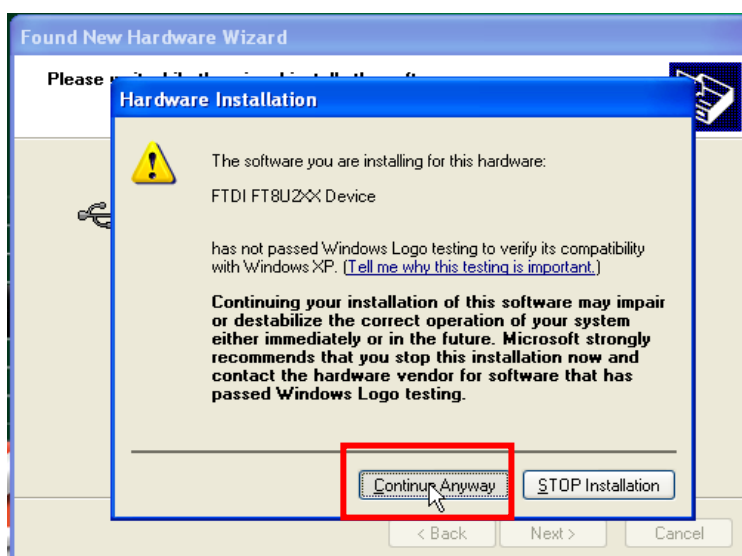 Found New Hardware Wizard
Please
Hardware Installation
The software you are installing for this hardware:
FTDI FT8U2XX Device
has not passed Windows Logo testing to verify its compatibility
with Windows XP. (Tell me why this testing is important.)
Continuing your installation of this software may impair
or destabilize the correct operation of your system
either immediately or in the future. Microsoft strongly
recommends that you stop this installation now and
contact the hardware vendor for software that has
passed Windows Logo testing.
Continue Anyway
STOP Installation
< Back
Next >
Cancel